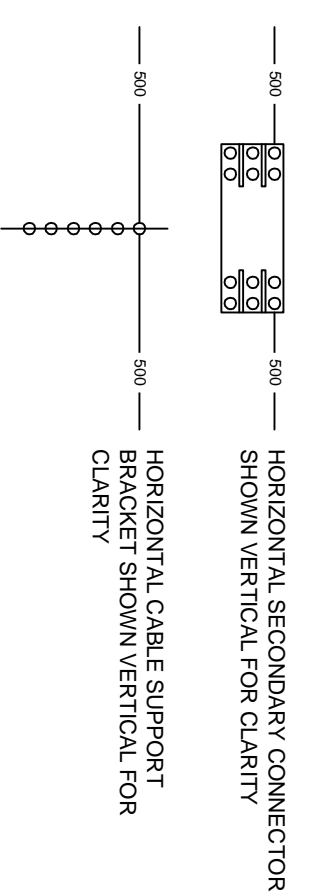 500
500
HORIZONTAL SECONDARY CONNECTOR
SHOWN VERTICAL FOR CLARITY
500
500
HORIZONTAL CABLE SUPPORT
BRACKET SHOWN VERTICAL FOR
CLARITY